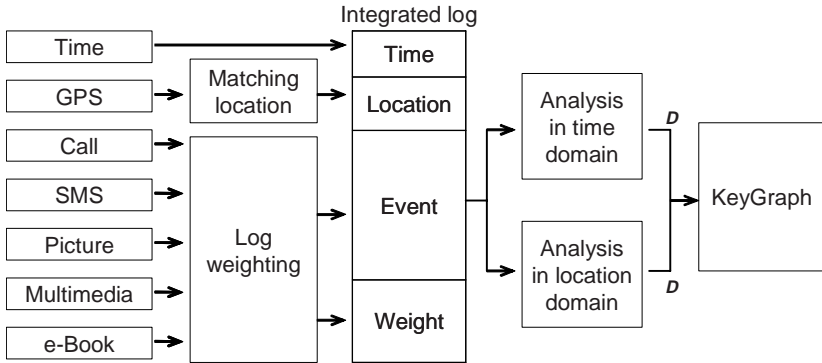 Integrated log
Time
GPS
Call
SMS
Picture
Multimedia
e-Book
Matching
location
Log
weighting
Time
Location
Event
Weight
Analysis
in time
domain
Analysis
in location
domain
D
D
KeyGraph